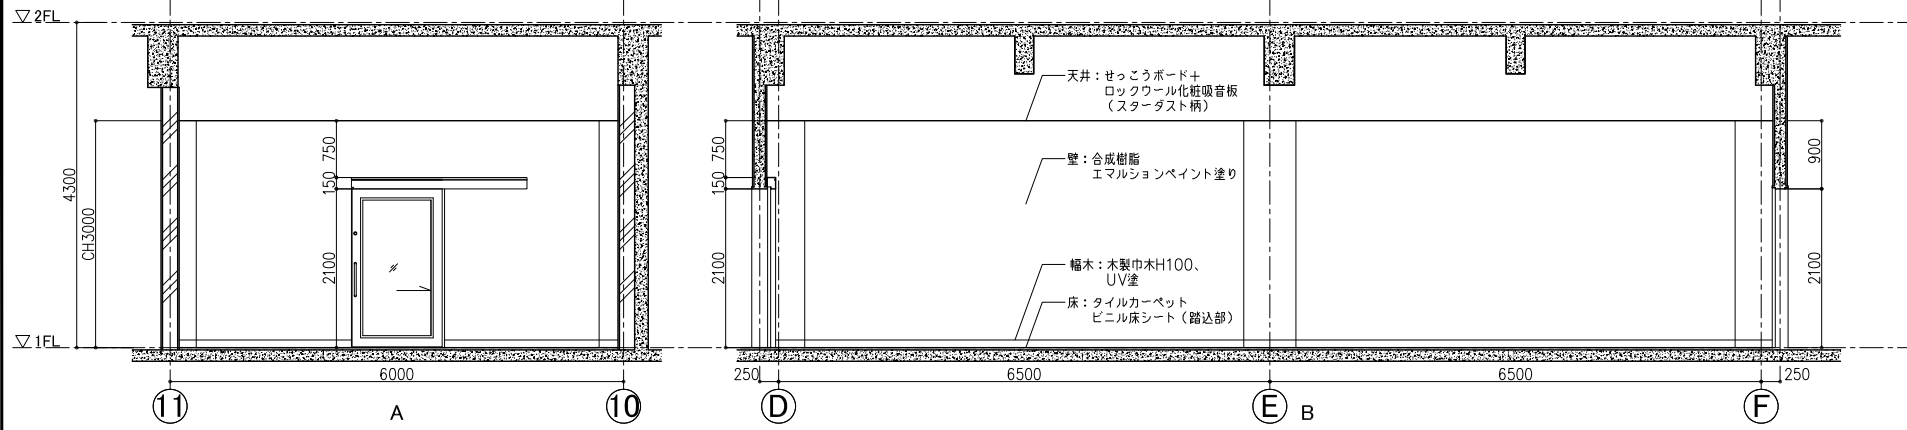 ▽2FL
4300
CH3000
750
150
2100
▽1FL
6000
11
A
10
天井：せっこうボード＋
ロックウール化粧吸音板
（スターダスト柄）
壁：合成樹脂
エマルションペイント塗り
幅木：木製巾木H100、
UV塗
床：タイルカーペット
ビニル床シート（踏込部）
750
150
2100
900
2100
250
6500
6500
250
D
E
B
F